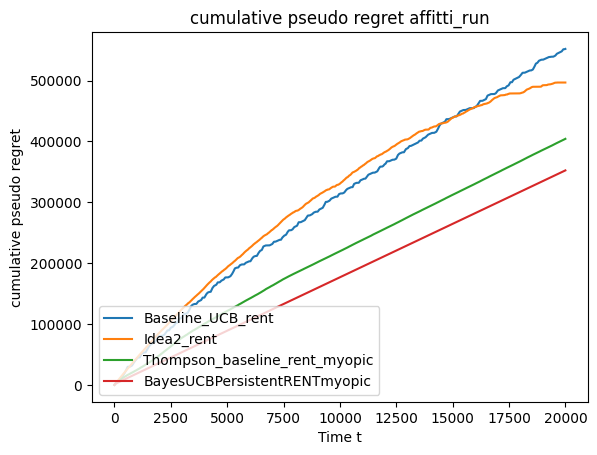 cumulative pseudo regret affitti_run
cumulative pseudo regret
500000
400000
300000
200000
100000
0
Baseline_UCB_rent
Idea2_rent
Thompson_baseline_rent_myopic
BayesUCBPersistentRENTmyopic
0 2500 5000 7500 10000 12500 15000 17500 20000
Time t